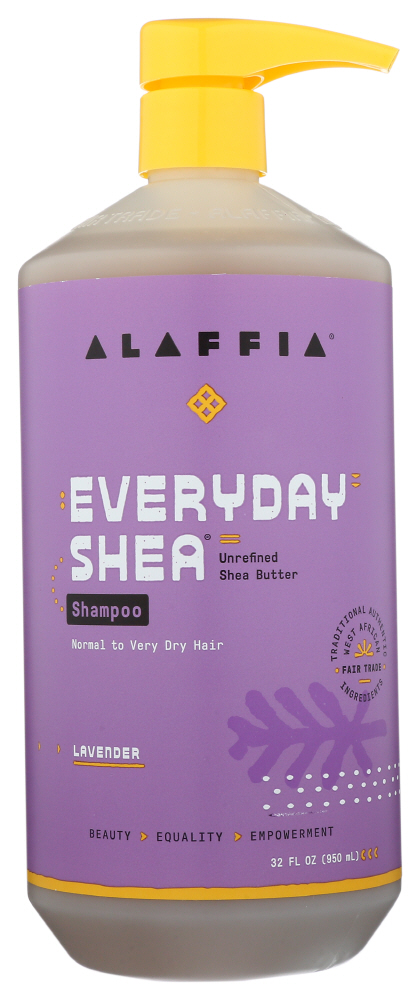 ALAFFIA®
EVERYDAY
SHEA®
Unrefined
Shea Butter
Shampoo
Normal to Very Dry Hair
TRADITIONAL AUTHENTIC
WEST AFRICAN
FAIR TRADE
INGREDIENTS
LAVENDER
BEAUTY > EQUALITY > EMPOWERMENT
32 FL OZ (950 mL)